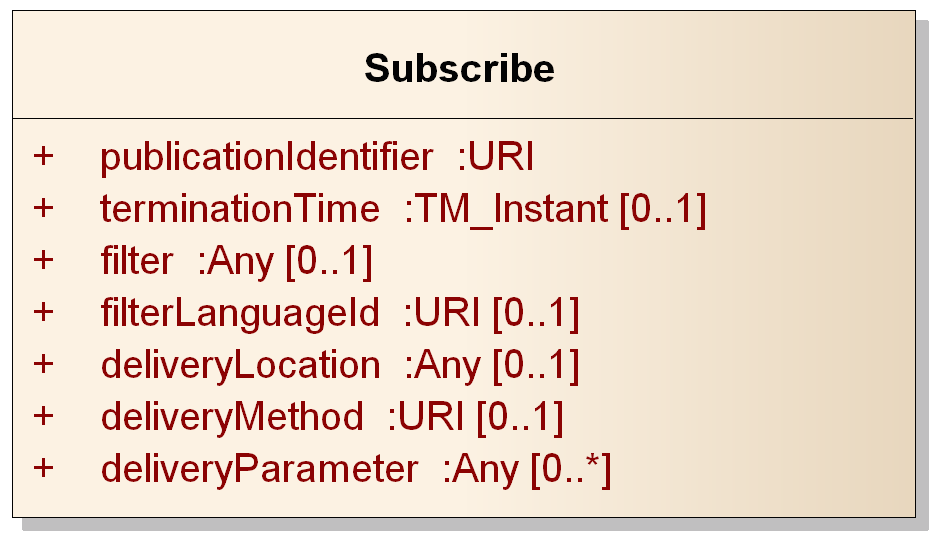 Subscribe
+ publicationIdentifier :URI
+ terminationTime :TM_Instant [0..1]
+ filter :Any [0..1]
+ filterLanguageId :URI [0..1]
+ deliveryLocation :Any [0..1]
+ deliveryMethod :URI [0..1]
+ deliveryParameter :Any [0..*]